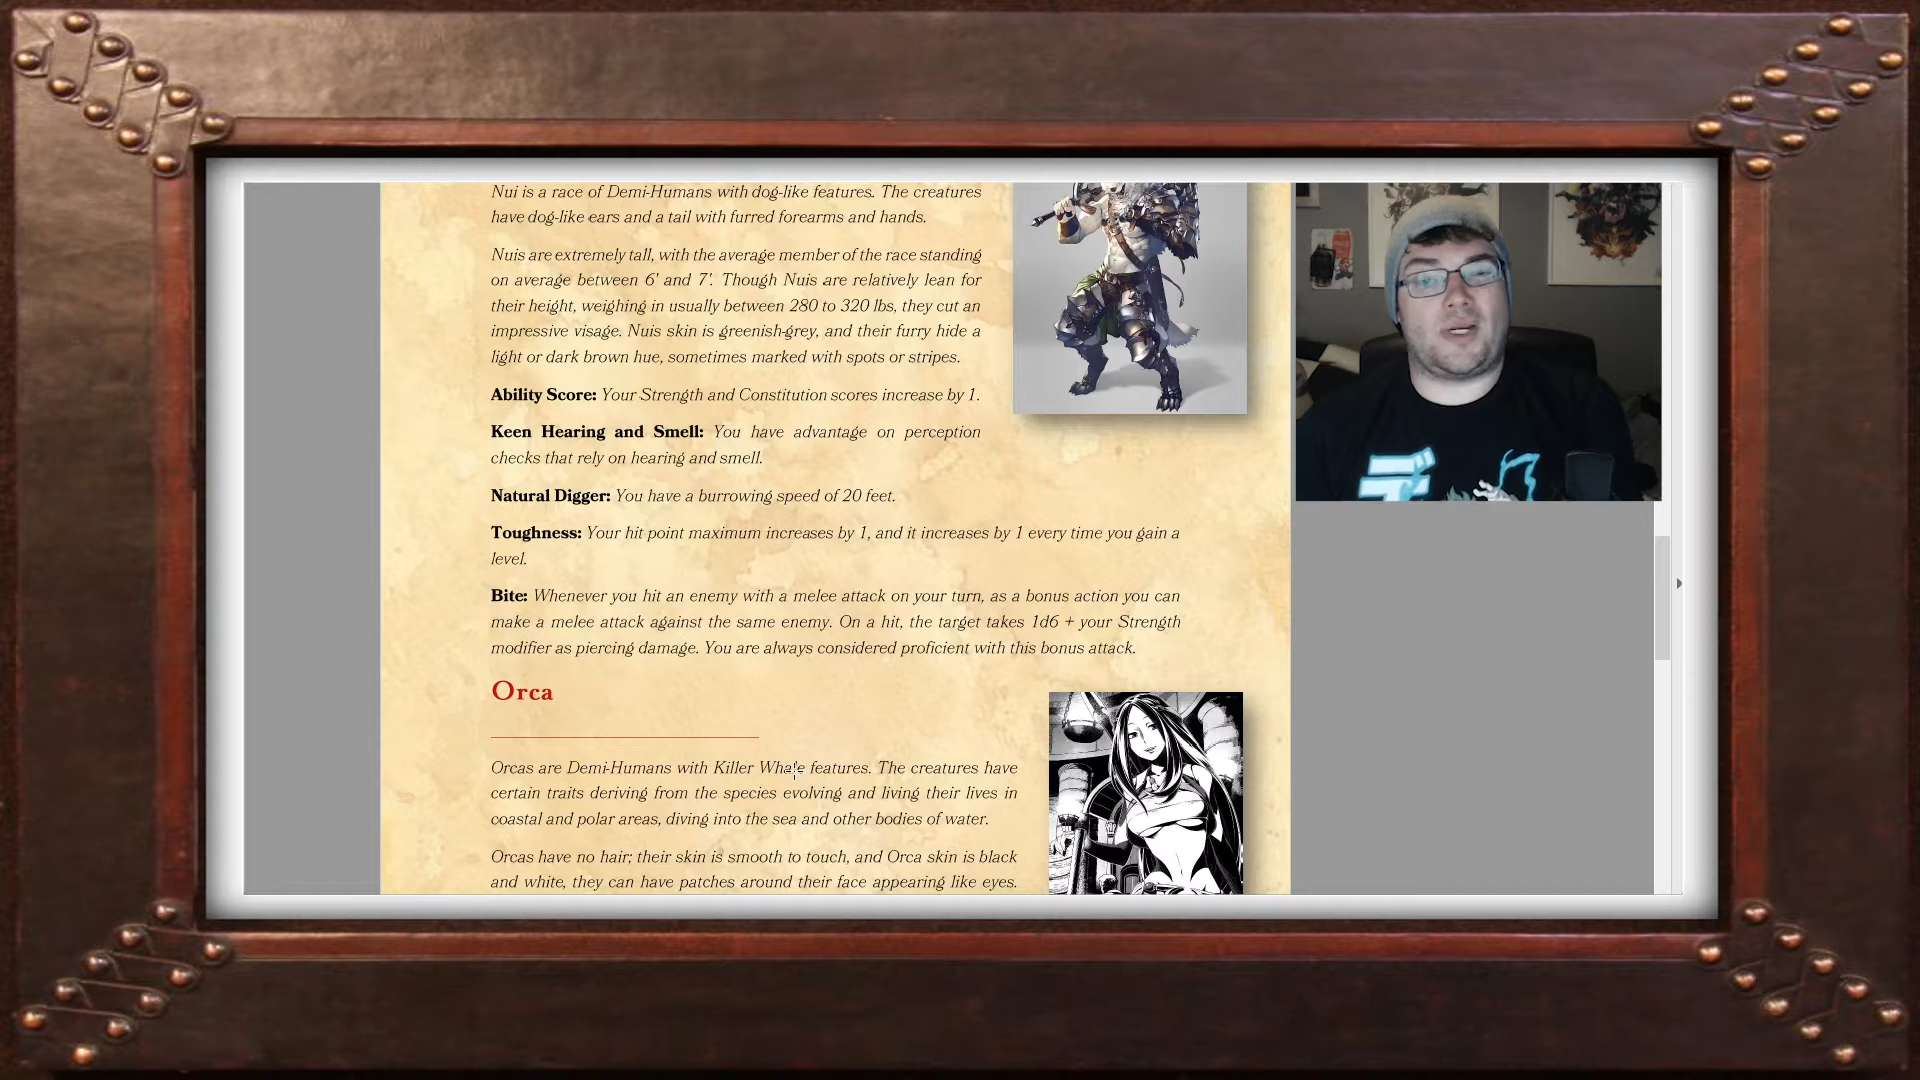 Nui is a race of Demi-Humans with dog-like features. The creatures
have dog-like ears and a tail with furred forearms and hands.
Nuis are extremely tall, with the average member of the race standing
on average between 6' and 7'. Though Nuis are relatively lean for
their height, weighing in usually between 280 to 320 lbs, they cut an
impressive visage. Nuis skin is greenish-grey, and their furry hide a
light or dark brown hue, sometimes marked with spots or stripes.
Ability Score: Your Strength and Constitution scores increase by 1.
Keen Hearing and Smell: You have advantage on perception
checks that rely on hearing and smell.
Natural Digger: You have a burrowing speed of 20 feet.
Toughness: Your hit point maximum increases by 1, and it increases by 1 every time you gain a
level.
Bite: Whenever you hit an enemy with a melee attack on your turn, as a bonus action you can
make a melee attack against the same enemy. On a hit, the target takes 1d6 + your Strength
modifier as piercing damage. You are always considered proficient with this bonus attack.
Orca
Orcas are Demi-Humans with Killer Whale features. The creatures have
certain traits deriving from the species evolving and living their lives in
coastal and polar areas, diving into the sea and other bodies of water.
Orcas have no hair; their skin is smooth to touch, and Orca skin is black
and white, they can have patches around their face appearing like eyes.